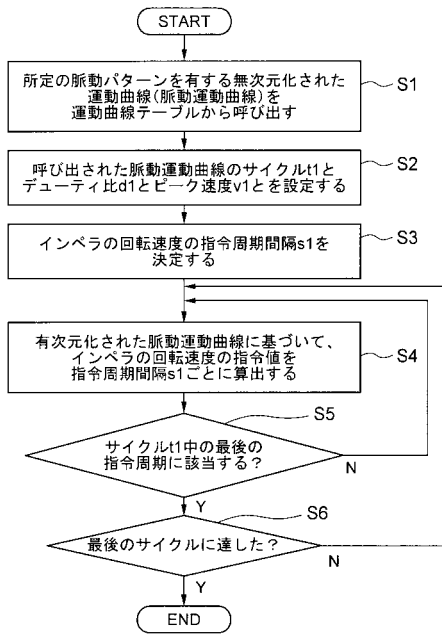 START
所定の脈動パターンを有する無次元化された
運動曲線(脈動運動曲線)を
運動曲線テーブルから呼び出す
S1
呼び出された脈動運動曲線のサイクルt1と
デューティ比d1とピーク速度v1とを設定する
S2
インペラの回転速度の指令周期間隔s1を
決定する
S3
有次元化された脈動運動曲線に基づいて、
インペラの回転速度の指令値を
指令周期間隔s1ごとに算出する
S4
S5
サイクルt1中の最後の
指令周期に該当する?
N
Y
S6
最後のサイクルに達した?
N
Y
END